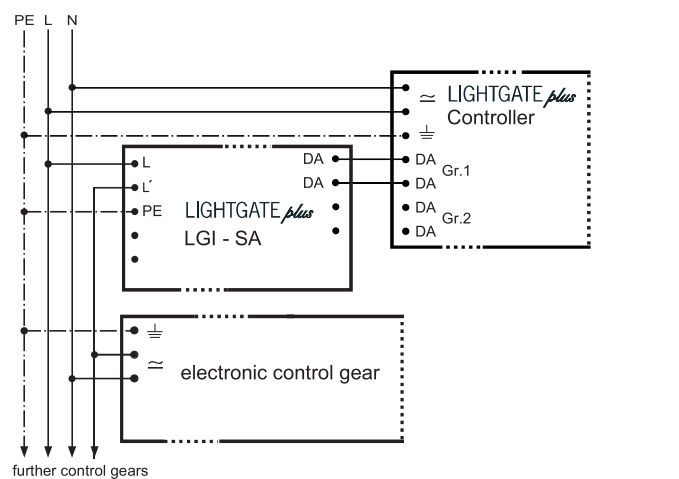 PE L N
LIGHTGATE plus
Controller
DA
Gr.1
DA
DA
Gr.2
DA
L
DA
L´
DA
PE
LIGHTGATE plus
LGI - SA
electronic control gear
further control gears